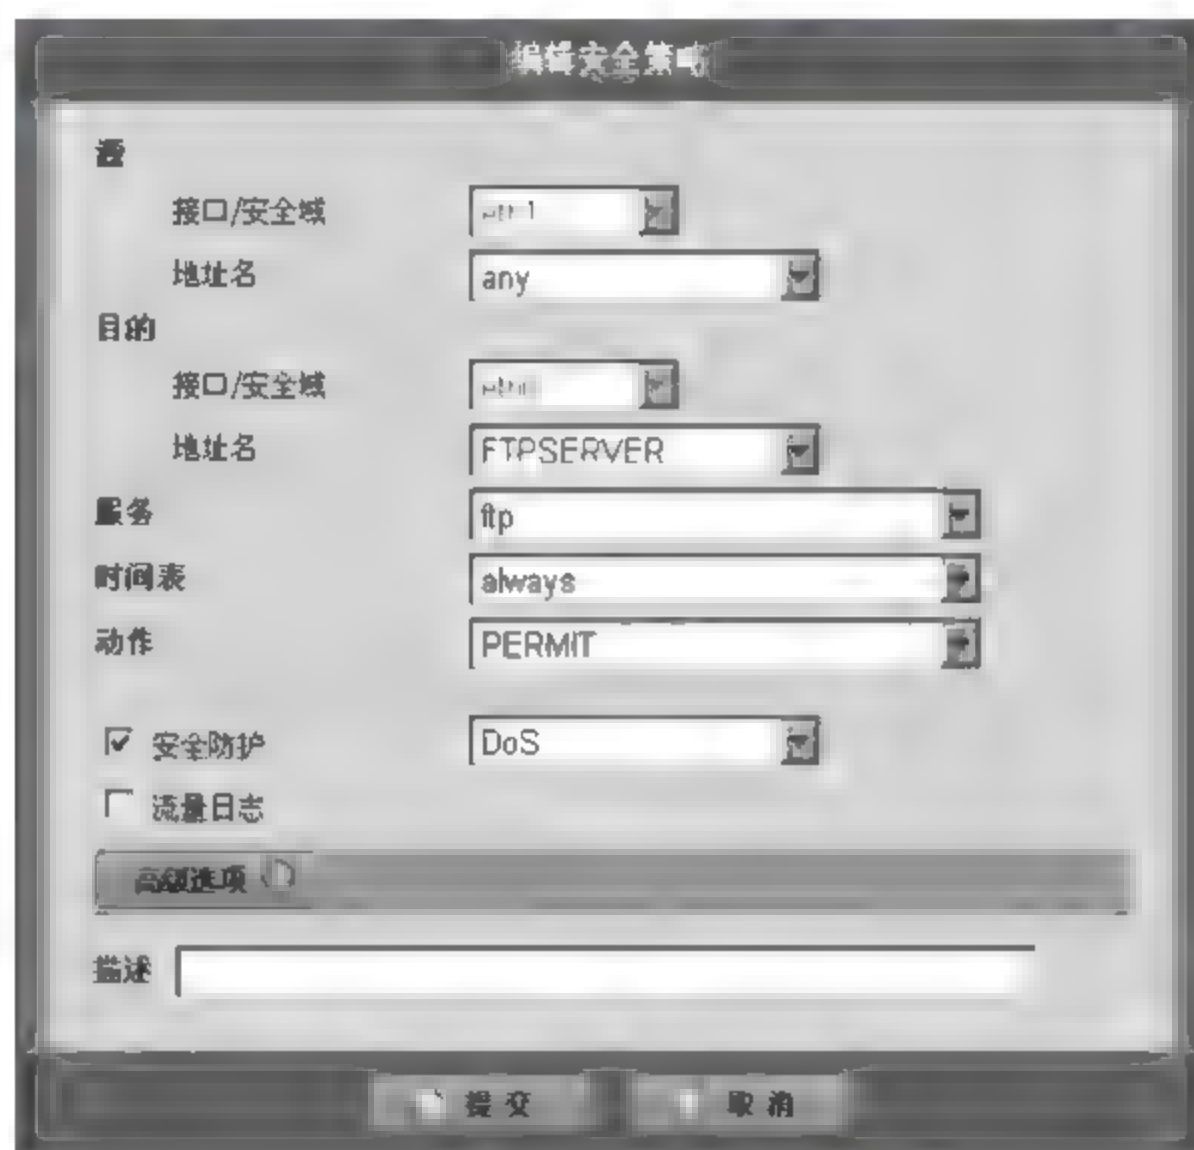 编辑安全策略
源
接口/安全域
地址名 any
目的
接口/安全域
地址名 FTPSERVER
服务 ftp
时间表 always
动作 PERMIT
安全防护 DoS
流量日志
高级选项
描述
提交 取消